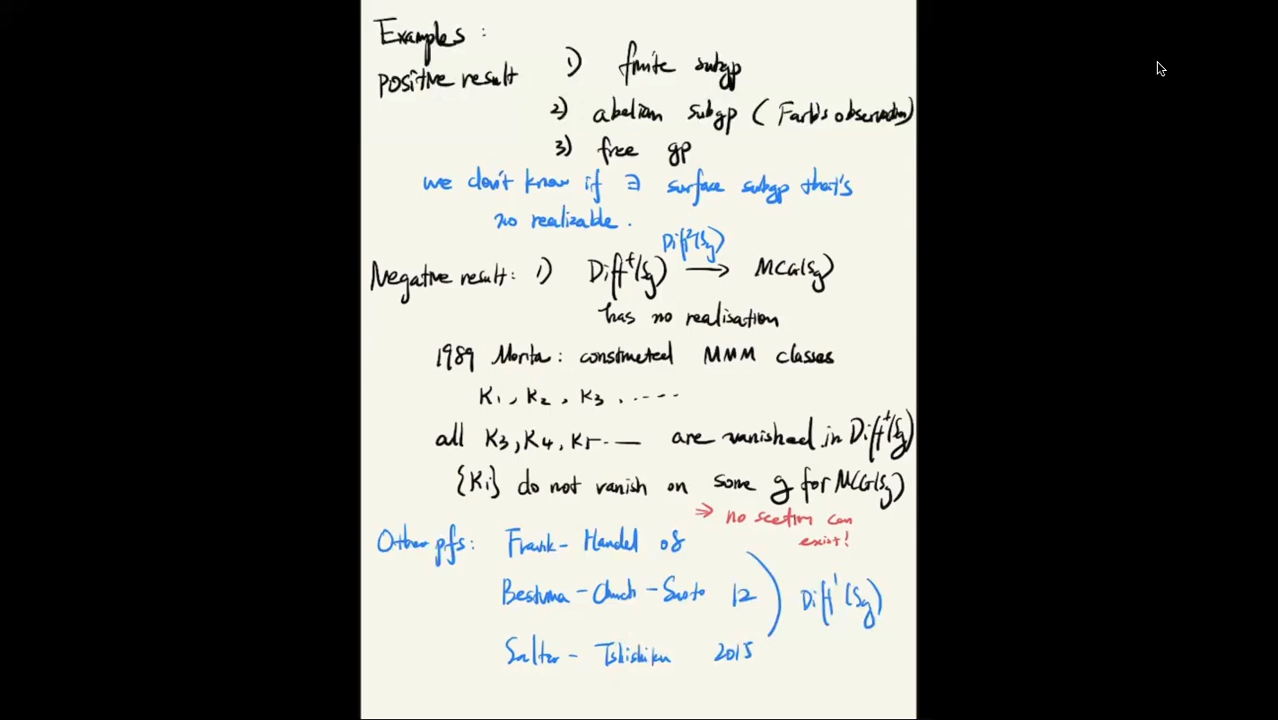 Examples :
positive result 1) finite subgp
2) abelian subgp ( Farb's observation)
3) free gp
we don't know if ∃ surface subgp that's
no realizable .
Diff²(Sg)
Negative result: 1) Diff⁺(Sg) → MCG(Sg)
has no realisation
1989 Morita : constructed MMM classes
K₁ , K₂ , K₃ , .....
all K₃, K₄, K₅ ... — are vanished in Diff⁺(Sg)
{Ki} do not vanish on some g for MCG(Sg)
⇒ no section can
exist!
Other pfs : Frank - Handel 08
Bestvina - Church - Souto 12 ) Diff¹(Sg)
Salter - Tshishiku 2015